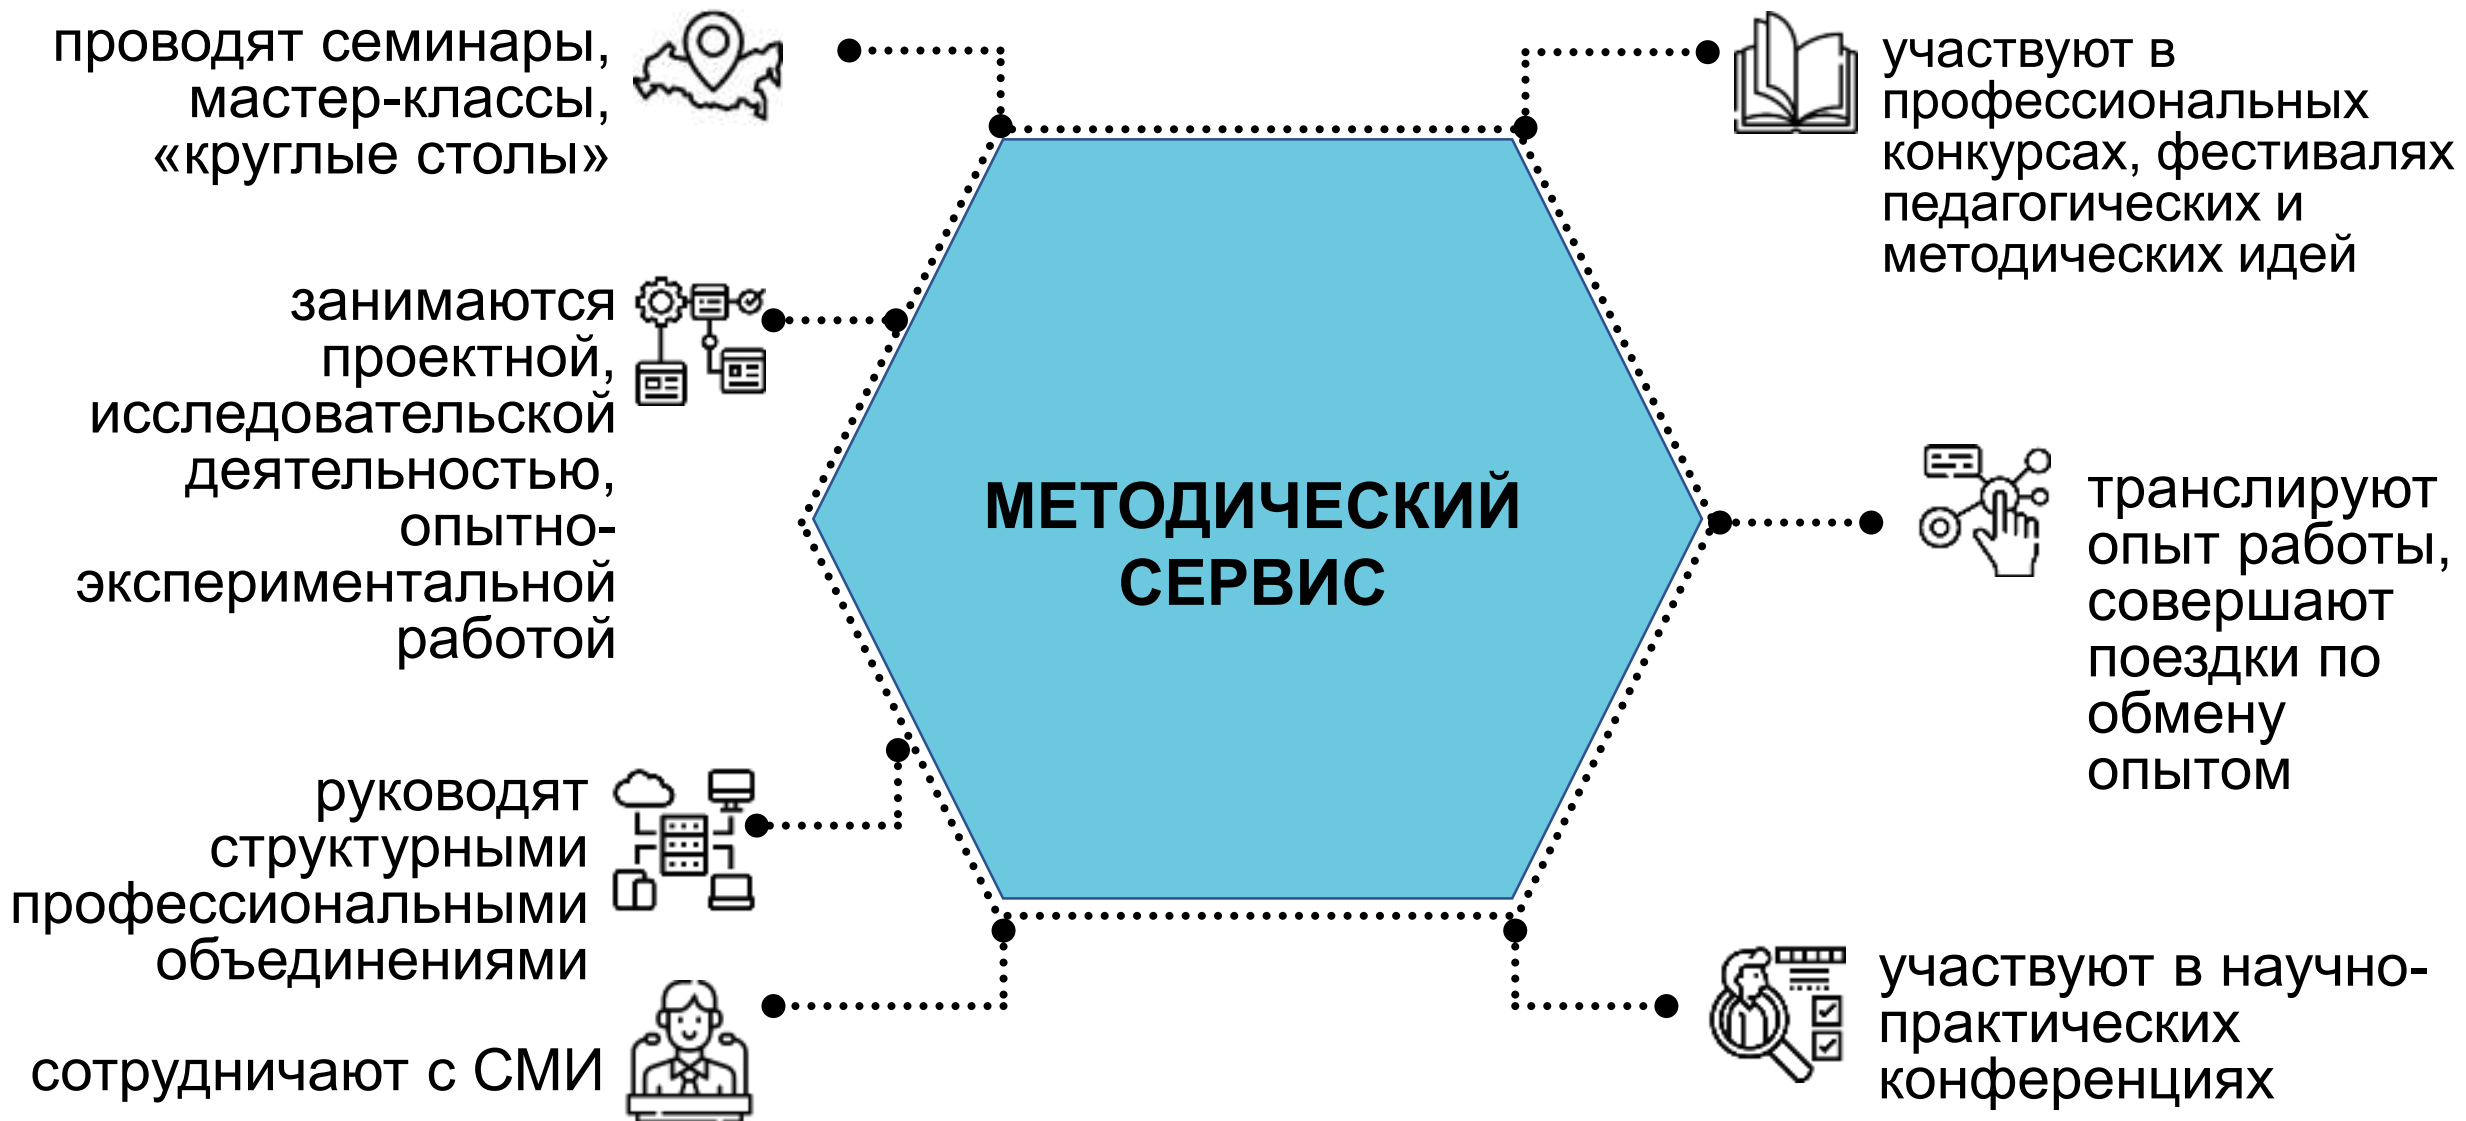 проводят семинары,
мастер-классы,
«круглые столы»
занимаются
проектной,
исследовательской
деятельностью,
опытно-
экспериментальной
работой
руководят
структурными
профессиональными
объединениями
сотрудничают с СМИ
МЕТОДИЧЕСКИЙ
СЕРВИС
участвуют в
профессиональных
конкурсах, фестивалях
педагогических и
методических идей
транслируют
опыт работы,
совершают
поездки по
обмену
опытом
участвуют в научно-
практических
конференциях